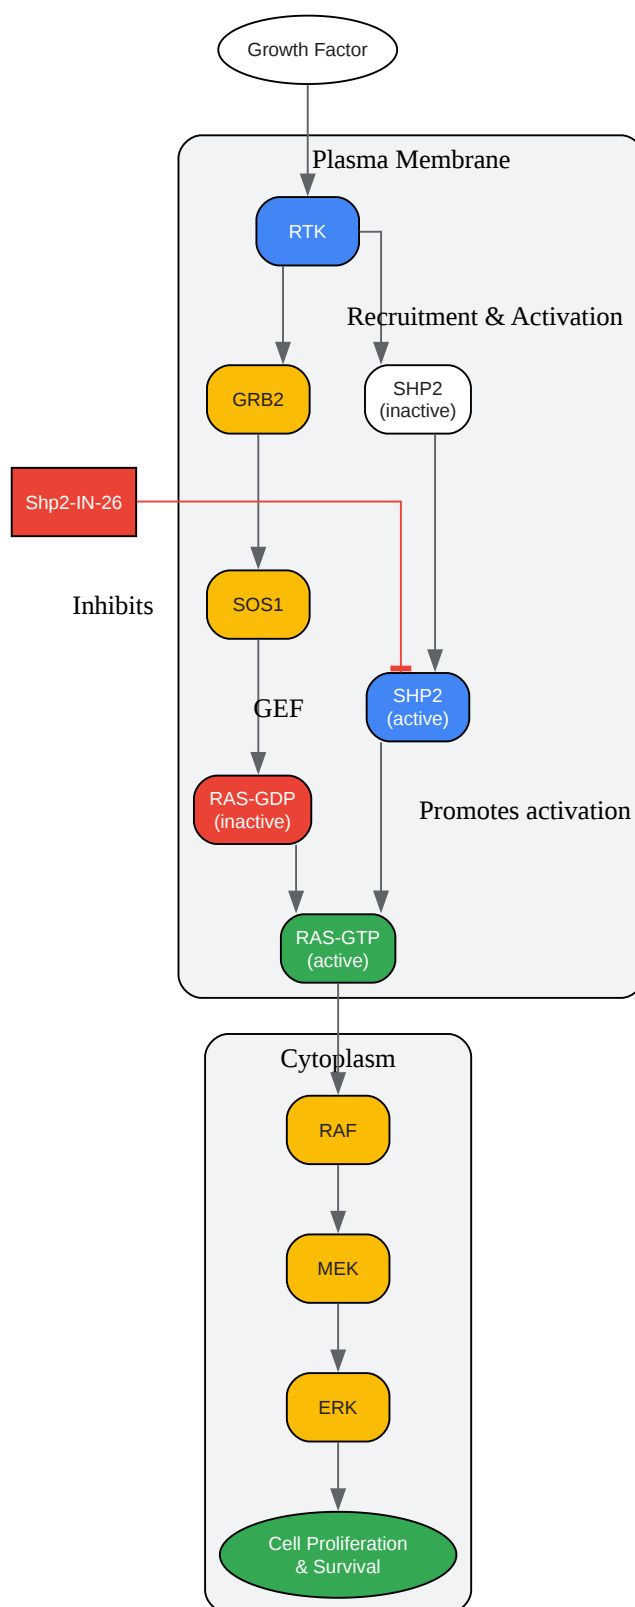 Growth Factor
Plasma Membrane
RTK
Recruitment & Activation
GRB2
SHP2
(inactive)
Shp2-IN-26
Inhibits
SOS1
SHP2
(active)
GEF
RAS-GDP
(inactive)
Promotes activation
RAS-GTP
(active)
Cytoplasm
RAF
MEK
ERK
Cell Proliferation
& Survival